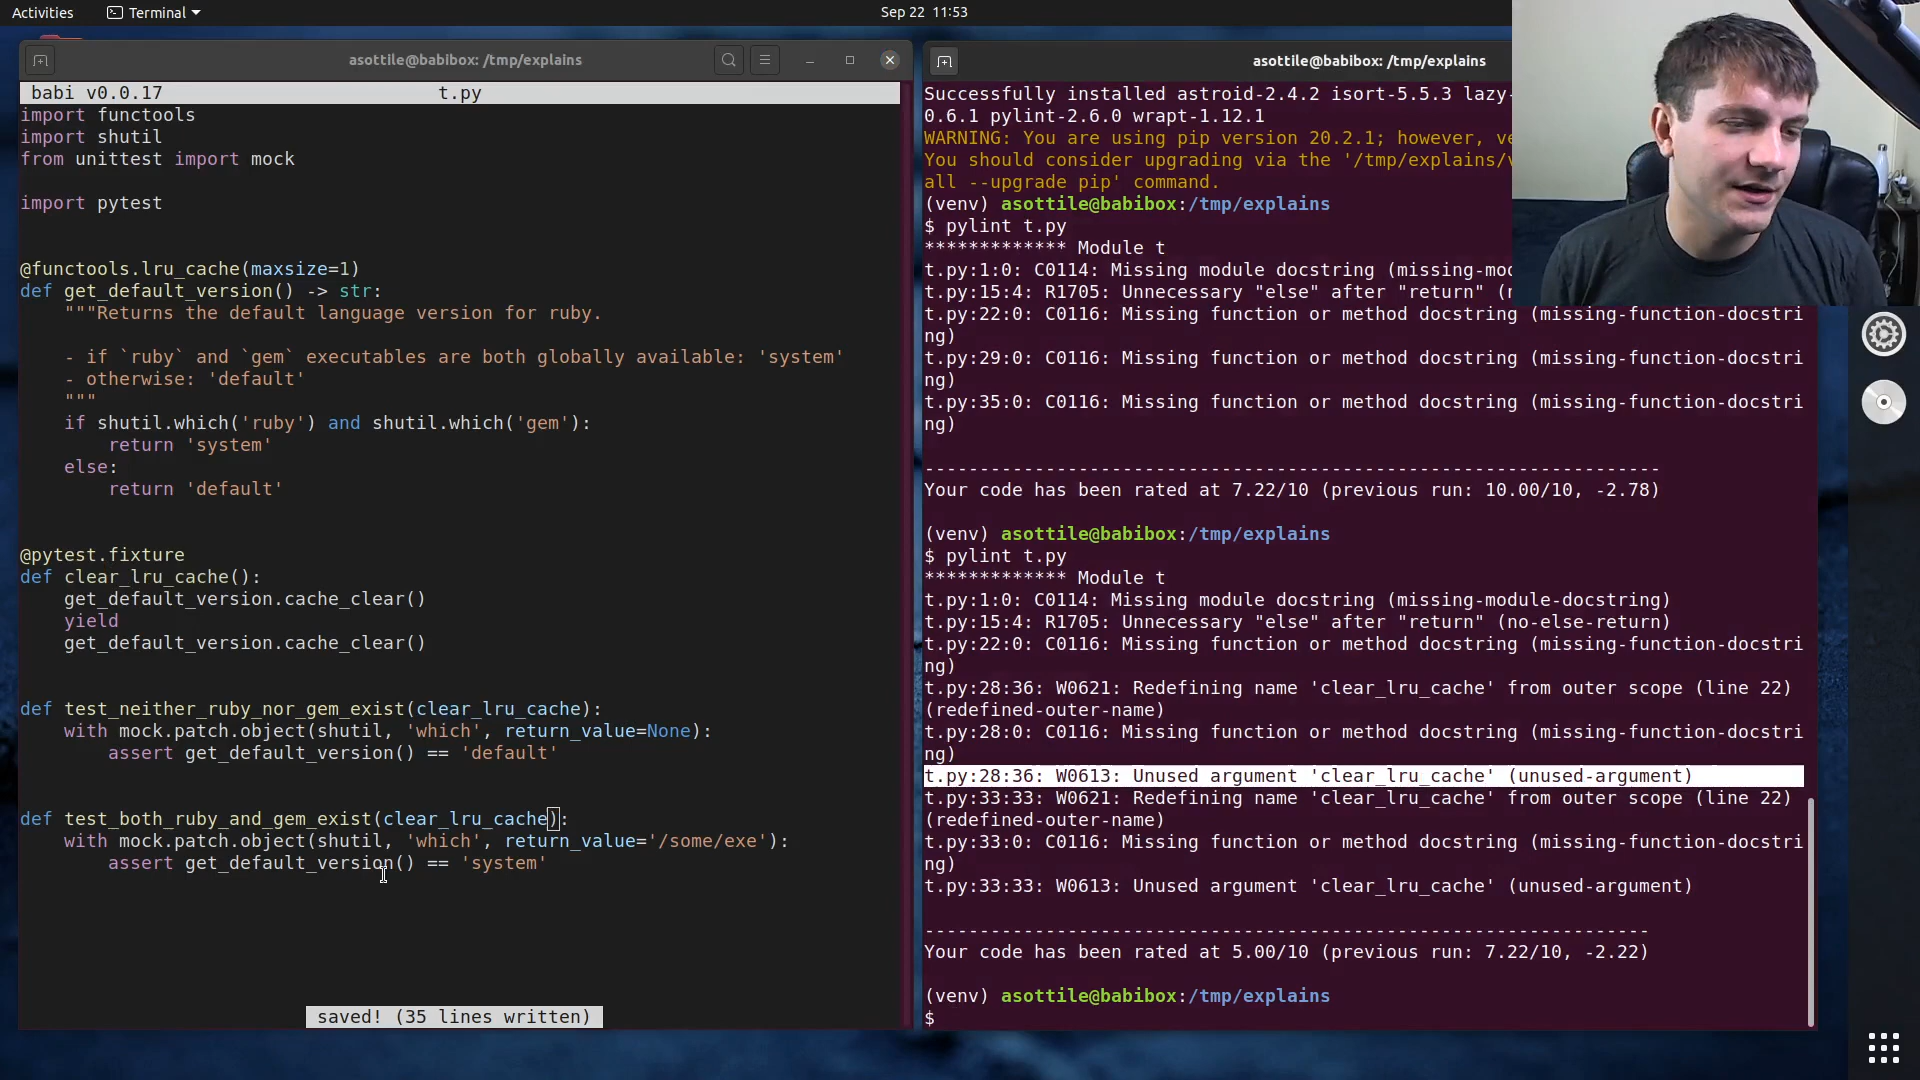 Activities
Terminal
Sep 22 11:53
asottile@babibox: /tmp/explains
babi v0.0.17 t.py
import functools
import shutil
from unittest import mock
import pytest
@functools.lru_cache(maxsize=1)
def get_default_version() -> str:
"""Returns the default language version for ruby.
- if `ruby` and `gem` executables are both globally available: 'system'
- otherwise: 'default'
"""
if shutil.which('ruby') and shutil.which('gem'):
return 'system'
else:
return 'default'
@pytest.fixture
def clear_lru_cache():
get_default_version.cache_clear()
yield
get_default_version.cache_clear()
def test_neither_ruby_nor_gem_exist(clear_lru_cache):
with mock.patch.object(shutil, 'which', return_value=None):
assert get_default_version() == 'default'
def test_both_ruby_and_gem_exist(clear_lru_cache):
with mock.patch.object(shutil, 'which', return_value='/some/exe'):
assert get_default_version() == 'system'
saved! (35 lines written)
asottile@babibox: /tmp/explains
Successfully installed astroid-2.4.2 isort-5.5.3 lazy-
0.6.1 pylint-2.6.0 wrapt-1.12.1
WARNING: You are using pip version 20.2.1; however, ve
You should consider upgrading via the '/tmp/explains/v
all --upgrade pip' command.
(venv) asottile@babibox:/tmp/explains
$ pylint t.py
************* Module t
t.py:1:0: C0114: Missing module docstring (missing-mod
t.py:15:4: R1705: Unnecessary "else" after "return" (n
t.py:22:0: C0116: Missing function or method docstring (missing-function-docstri
ng)
t.py:29:0: C0116: Missing function or method docstring (missing-function-docstri
ng)
t.py:35:0: C0116: Missing function or method docstring (missing-function-docstri
ng)
-------------------------------------------------------------------
Your code has been rated at 7.22/10 (previous run: 10.00/10, -2.78)
(venv) asottile@babibox:/tmp/explains
$ pylint t.py
************* Module t
t.py:1:0: C0114: Missing module docstring (missing-module-docstring)
t.py:15:4: R1705: Unnecessary "else" after "return" (no-else-return)
t.py:22:0: C0116: Missing function or method docstring (missing-function-docstri
ng)
t.py:28:36: W0621: Redefining name 'clear_lru_cache' from outer scope (line 22)
(redefined-outer-name)
t.py:28:0: C0116: Missing function or method docstring (missing-function-docstri
ng)
t.py:28:36: W0613: Unused argument 'clear_lru_cache' (unused-argument)
t.py:33:33: W0621: Redefining name 'clear_lru_cache' from outer scope (line 22)
(redefined-outer-name)
t.py:33:0: C0116: Missing function or method docstring (missing-function-docstri
ng)
t.py:33:33: W0613: Unused argument 'clear_lru_cache' (unused-argument)
------------------------------------------------------------------
Your code has been rated at 5.00/10 (previous run: 7.22/10, -2.22)
(venv) asottile@babibox:/tmp/explains
$